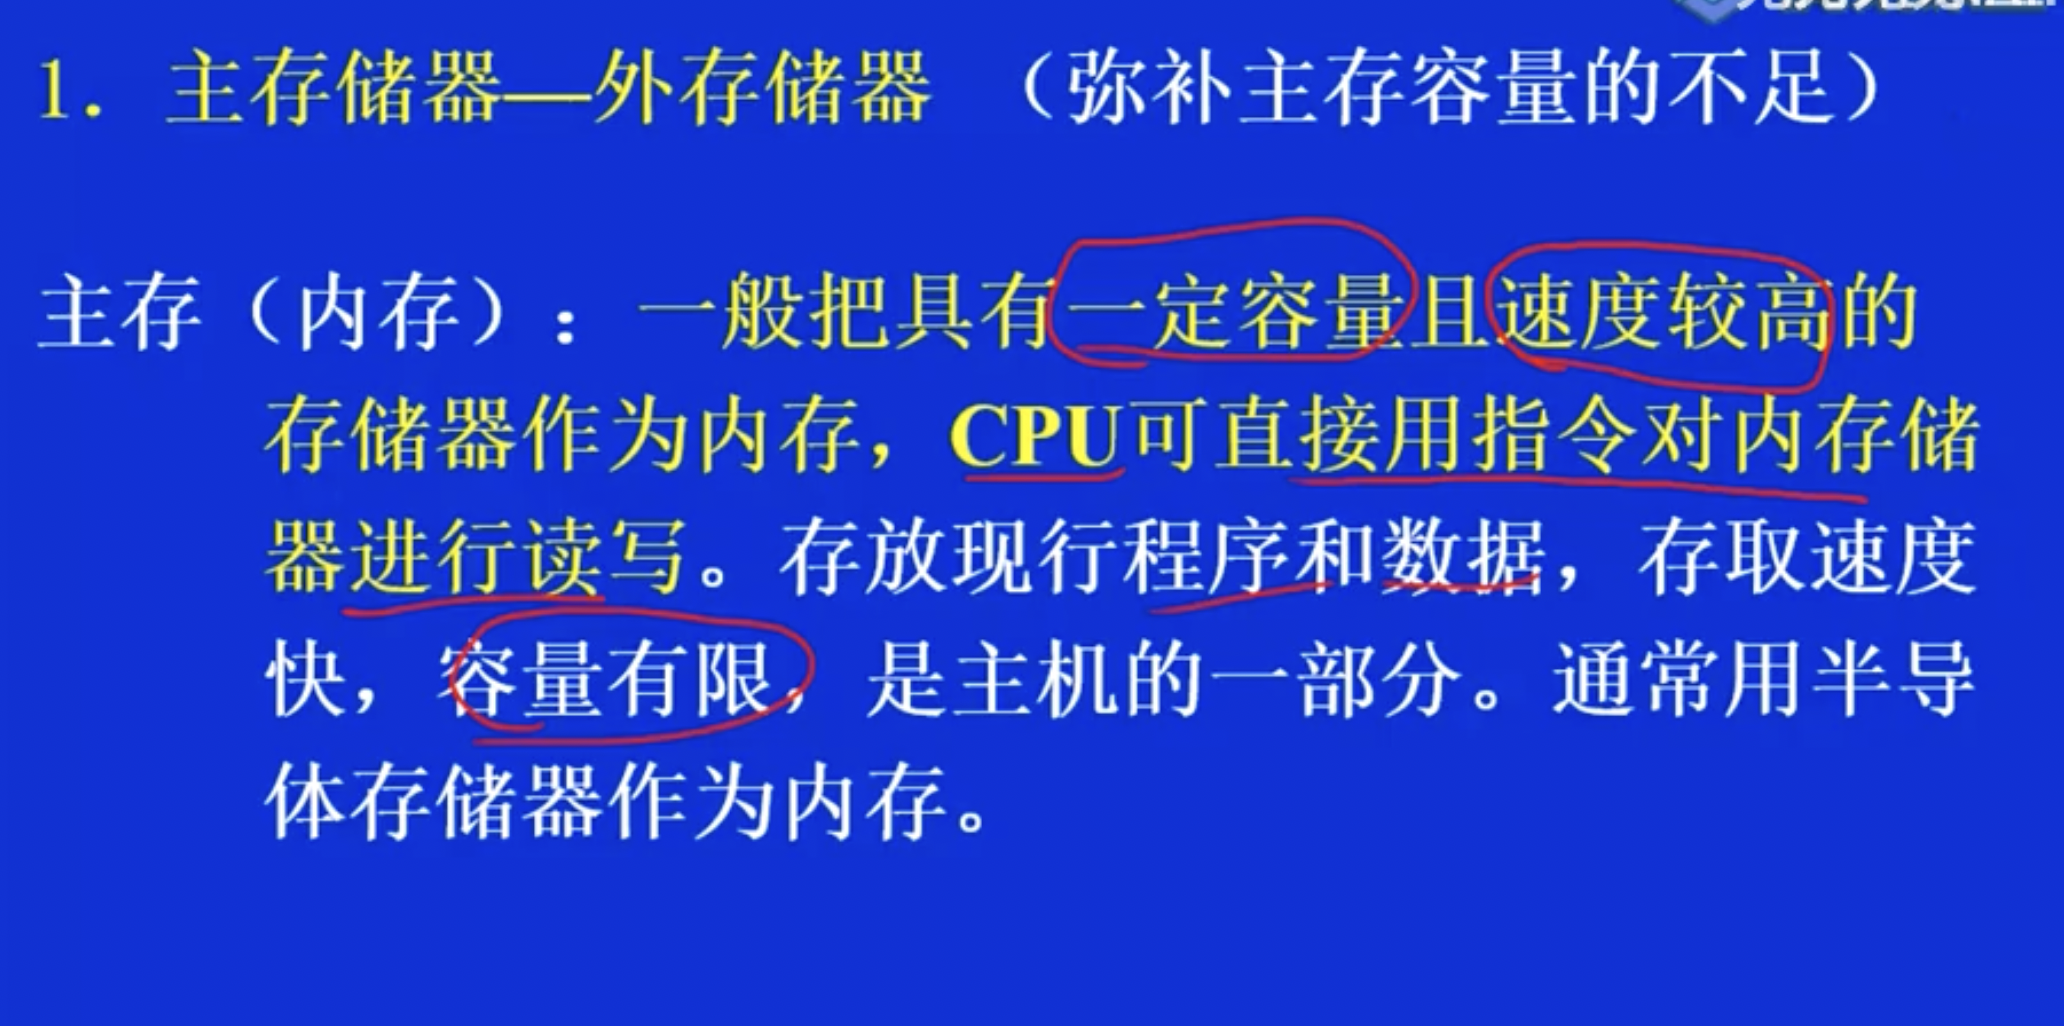 1. 主存储器—外存储器 （弥补主存容量的不足）
主存（内存）：一般把具有一定容量且速度较高的
存储器作为内存，CPU可直接用指令对内存储
器进行读写。存放现行程序和数据，存取速度
快，容量有限，是主机的一部分。通常用半导
体存储器作为内存。